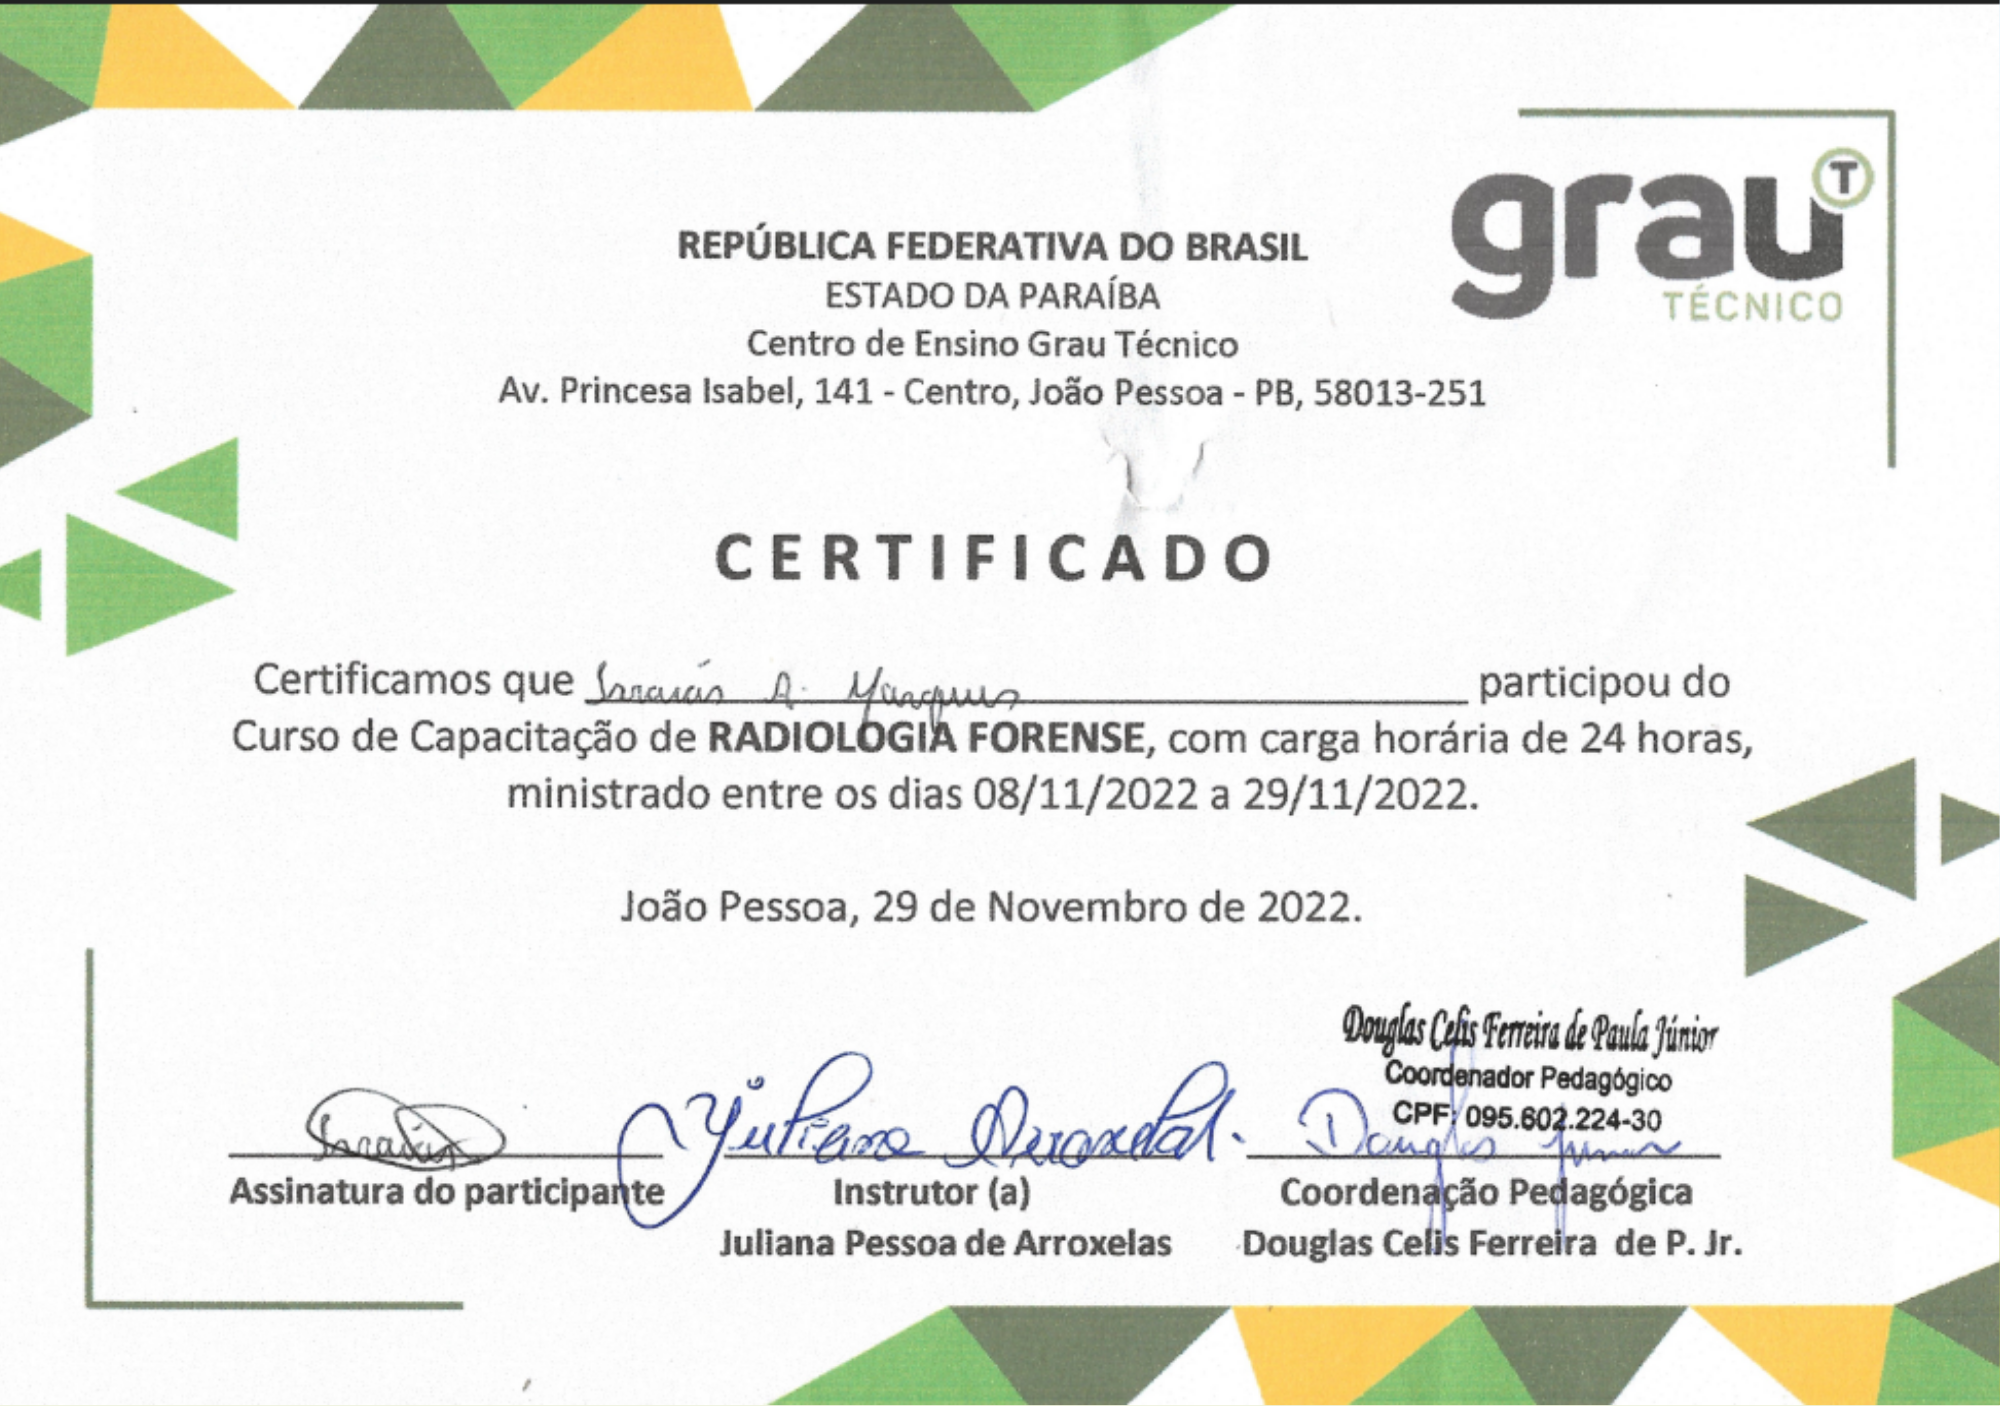 grau T
TÉCNICO
REPÚBLICA FEDERATIVA DO BRASIL
ESTADO DA PARAÍBA
Centro de Ensino Grau Técnico
Av. Princesa Isabel, 141 - Centro, João Pessoa - PB, 58013-251
CERTIFICADO
Certificamos que A. Marques participou do
Curso de Capacitação de RADIOLOGIA FORENSE, com carga horária de 24 horas,
ministrado entre os dias 08/11/2022 a 29/11/2022.
João Pessoa, 29 de Novembro de 2022.
Douglas Celis Ferreira de Paula Júnior
Coordenador Pedagógico
CPF: 095.602.224-30
Juliana Arroxelas. Douglas Junior
Assinatura do participante Instrutor (a) Coordenação Pedagógica
Juliana Pessoa de Arroxelas Douglas Celis Ferreira de P. Jr.